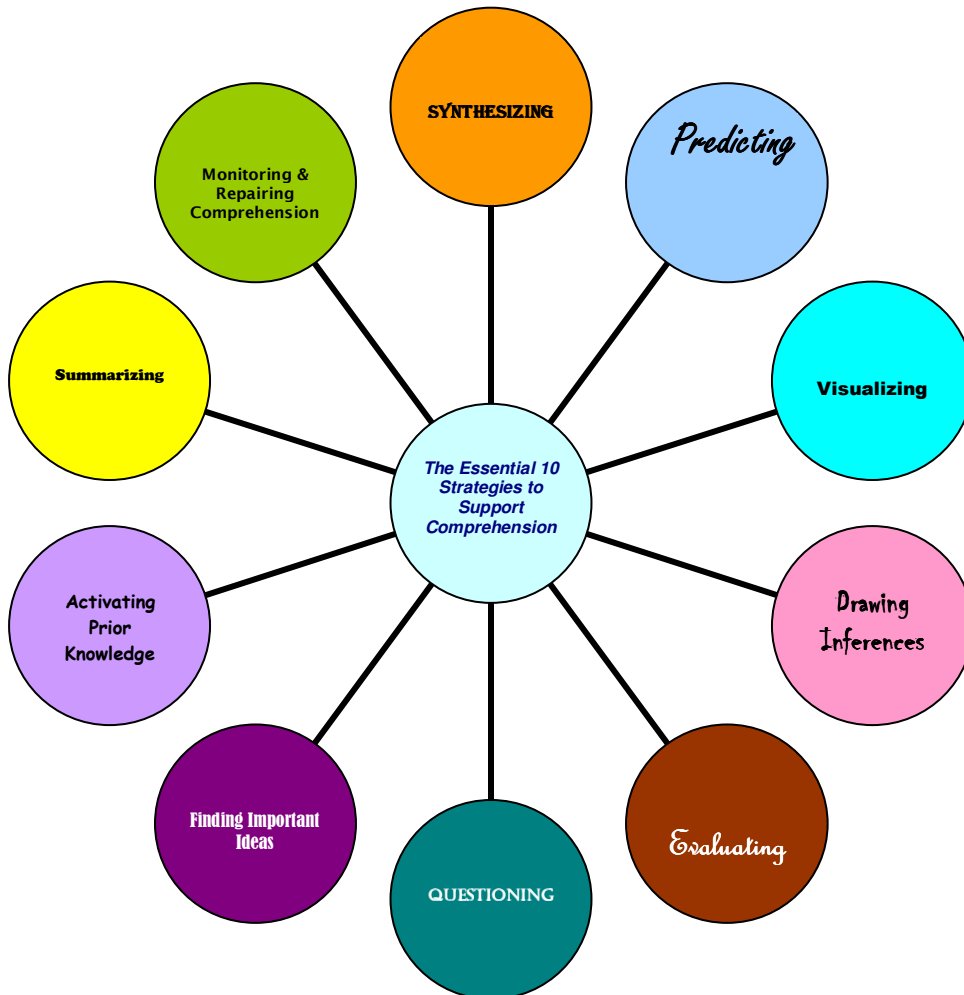 SYNTHESIZING
Predicting
Monitoring &
Repairing
Comprehension
Summarizing
Visualizing
The Essential 10
Strategies to
Support
Comprehension
Activating
Prior
Knowledge
Drawing
Inferences
Finding Important
Ideas
Evaluating
QUESTIONING